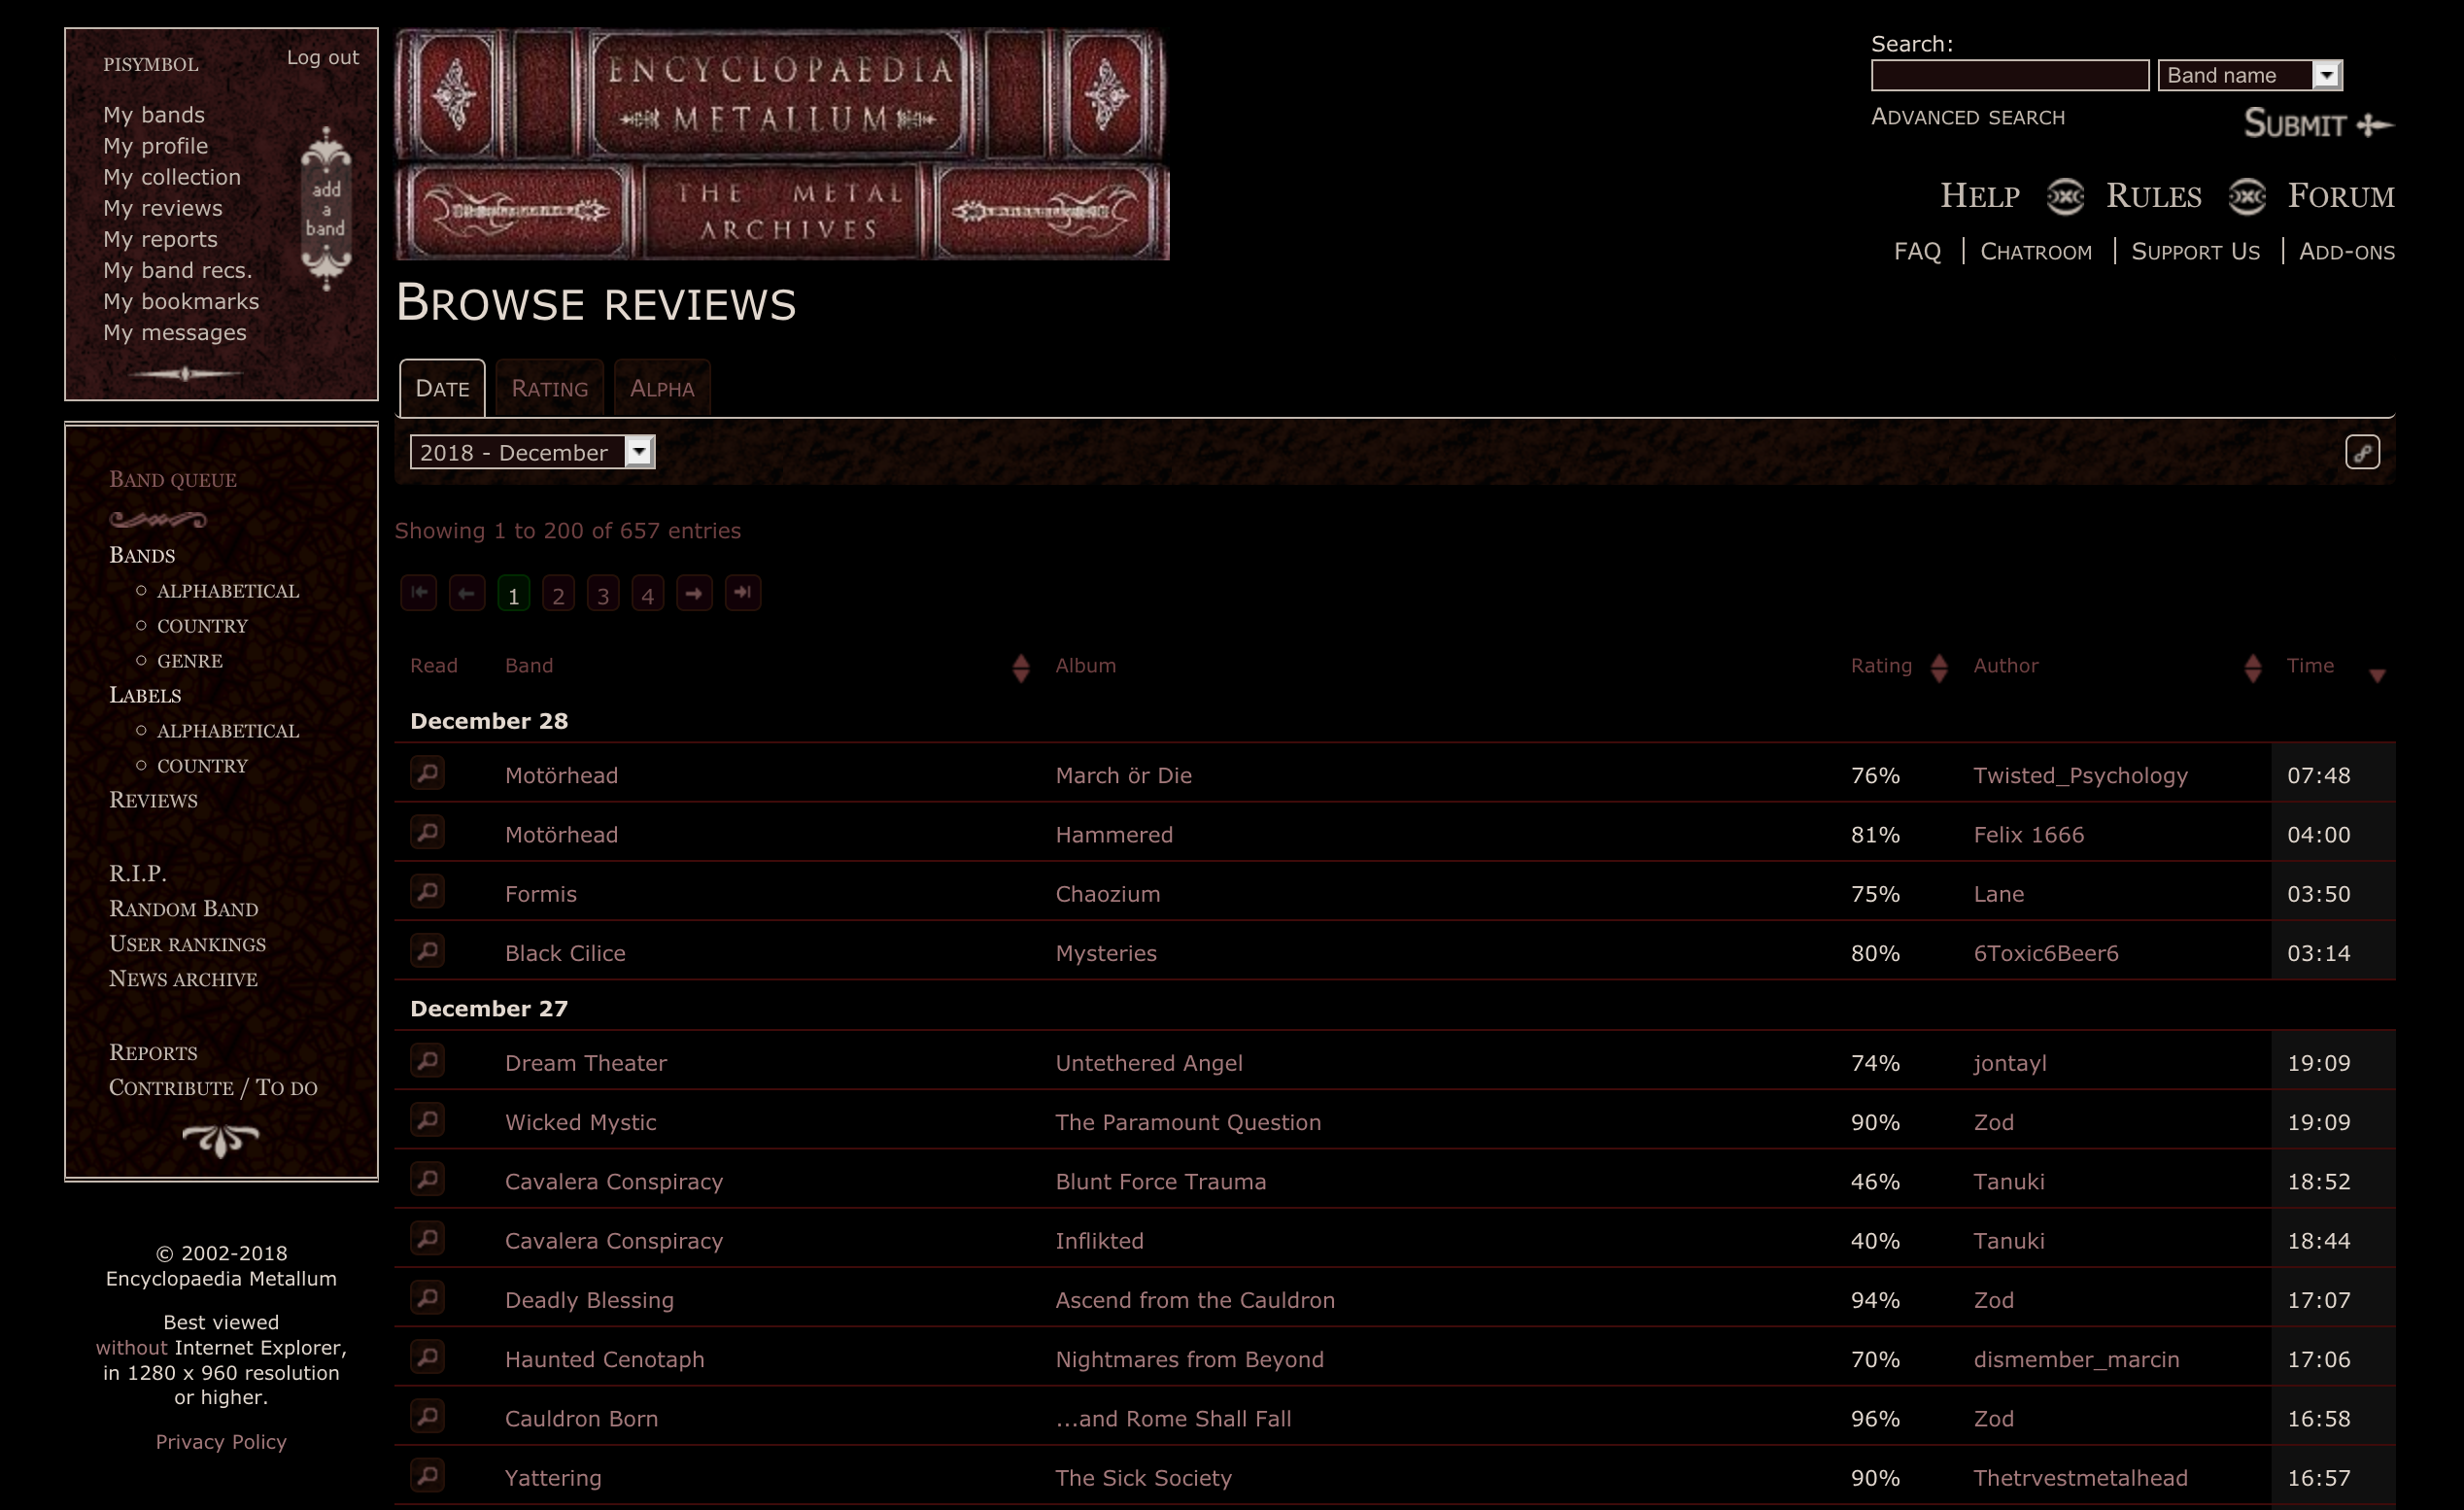 PISYMBOL
Log out
My bands
My profile
My collection
My reviews
My reports
My band recs.
My bookmarks
My messages
add
a
band
ENCYCLOPAEDIA
METALLUM
THE METAL
ARCHIVES
Search:
Band name
ADVANCED SEARCH
SUBMIT
HELP RULES FORUM
FAQ CHATROOM SUPPORT US ADD-ONS
BAND QUEUE
BANDS
ALPHABETICAL
COUNTRY
GENRE
LABELS
ALPHABETICAL
COUNTRY
REVIEWS
R.I.P.
RANDOM BAND
USER RANKINGS
NEWS ARCHIVE
REPORTS
CONTRIBUTE / TO DO
© 2002-2018
Encyclopaedia Metallum
Best viewed
without Internet Explorer,
in 1280 x 960 resolution
or higher.
Privacy Policy
BROWSE REVIEWS
DATE RATING ALPHA
2018 - December
Showing 1 to 200 of 657 entries
1 2 3 4
Read Band Album Rating Author Time
December 28
Motörhead March ör Die 76% Twisted_Psychology 07:48
Motörhead Hammered 81% Felix 1666 04:00
Formis Chaozium 75% Lane 03:50
Black Cilice Mysteries 80% 6Toxic6Beer6 03:14
December 27
Dream Theater Untethered Angel 74% jontayl 19:09
Wicked Mystic The Paramount Question 90% Zod 19:09
Cavalera Conspiracy Blunt Force Trauma 46% Tanuki 18:52
Cavalera Conspiracy Inflikted 40% Tanuki 18:44
Deadly Blessing Ascend from the Cauldron 94% Zod 17:07
Haunted Cenotaph Nightmares from Beyond 70% dismember_marcin 17:06
Cauldron Born ...and Rome Shall Fall 96% Zod 16:58
Yattering The Sick Society 90% Thetrvestmetalhead 16:57